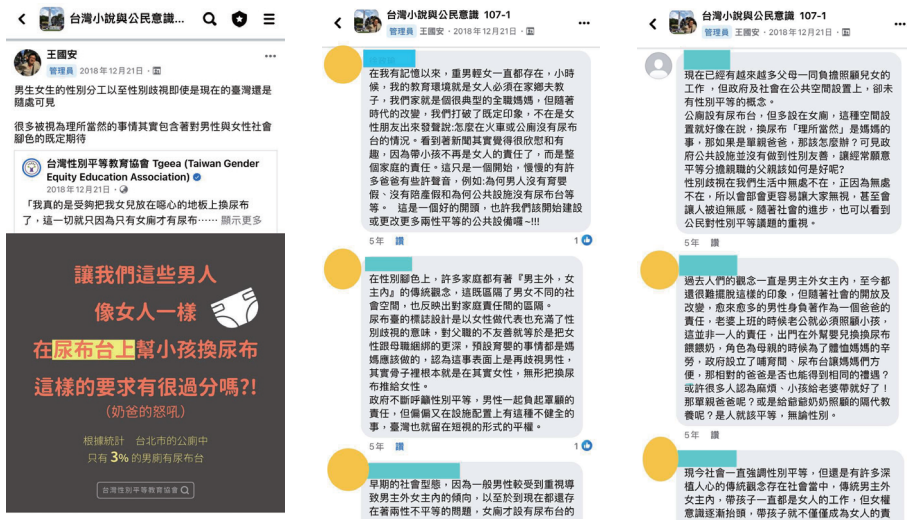 台灣小說與公民意識...
王國安
管理員 2018年12月21日・
男生女生的性別分工以至性別歧視即使是現在的臺灣還是
隨處可見
很多被視為理所當然的事情其實包含著對男性與女性社會
腳色的既定期待
台灣性別平等教育協會 Tgeea (Taiwan Gender
Equity Education Association)
2018年12月21日・
「我真的是受夠把我女兒放在噁心的地板上換尿布
了，這一切就只因為只有女廁才有尿布⋯⋯ 顯示更多
讓我們這些男人
像女人一樣
在尿布台上幫小孩換尿布
這樣的要求有很過分嗎?!
（奶爸的怒吼）
根據統計 台北市的公廁中
只有 3% 的男廁有尿布台
台灣性別平等教育協會
台灣小說與公民意識 107-1
管理員 王國安・2018年12月21日・
在我有記憶以來，重男輕女一直都存在，小時
候，我的教育環境就是女人必須在家鄉夫教
子，我們家就是個很典型的全職媽媽，但隨著
時代的改變，我們打破了既定印象，不在是女
性朋友出來發聲說:怎麼在火車或公廁沒有尿布
台的情況。看到著新聞其實覺得很欣慰和有
趣，因為帶小孩不再是女人的責任了，而是整
個家庭的責任。這只是一個開始，慢慢的有許
多爸爸有些許聲音，例如:為何男人沒有育嬰
假、沒有陪產假和為何公共設施沒有尿布台等
等。 這是一個好的開頭，也許我們該開始建設
或更改更多兩性平等的公共設備囉~!!!
5年 讚 1
在性別腳色上，許多家庭都有著『男主外，女
主內』的傳統觀念，這既區隔了男女不同的社
會空間，也反映出對家庭責任間的區隔。
尿布臺的標誌設計是以女性做代表也充滿了性
別歧視的意味，對父職的不友善就等於是把女
性跟母職綑綁的更深，預設育嬰的事情都是媽
媽應該做的，認為這事表面上是再歧視男性，
其實骨子裡根本就是在其實女性，無形把換尿
布推給女性。
政府不斷呼籲性別平等，男性一起負起罩顧的
責任，但偏偏又在設施配置上有這種不健全的
事，臺灣也就留在短視的形式的平權。
5年 讚 1
早期的社會型態，因為一般男性較受到重視導
致男主外女主內的傾向，以至於到現在都還存
在著兩性不平等的問題，女廁才設有尿布台的
台灣小說與公民意識 107-1
管理員 王國安・2018年12月21日・
現在已經有越來越多父母一同負擔照顧兒女的
工作 ，但政府及社會在公共空間設置上，卻未
有性別平等的概念。
公廁設有尿布台，但多設在女廁，這種空間設
置就好像在說，換尿布「理所當然」是媽媽的
事，那如果是單親爸爸，那該怎麼辦？可見政
府公共設施並沒有做到性別友善，讓經常願意
平等分擔親職的父親該如何是好呢?
性別歧視在我們生活中無處不在，正因為無處
不在，所以會部會更容易讓大家無視，甚至會
讓人被迫無感。隨著社會的進步，也可以看到
公民對性別平等議題的重視。
5年 讚
過去人們的觀念一直是男主外女主內，至今都
還很難擺脫這樣的印象，但隨著社會的開放及
改變，愈來愈多的男性身負著作為一個爸爸的
責任，老婆上班的時候老公就必須照顧小孩，
這並非一人的責任，出門在外幫嬰兒換換尿布
餵餵奶，角色為母親的時候為了體恤媽媽的辛
勞，政府設立了哺育間、尿布台讓媽媽們方
便，那相對的爸爸是否也能得到相同的禮遇？
或許很多人認為麻煩、小孩給老婆帶就好了！
那單親爸爸呢？或是給爺爺奶奶照顧的隔代教
養呢？是人就該平等，無論性別。
5年 讚
現今社會一直強調性別平等，但還是有許多深
植人心的傳統觀念存在社會當中，傳統男主外
女主內，帶孩子一直都是女人的工作，但女權
意識逐漸抬頭，帶孩子就不僅僅成為女人的責